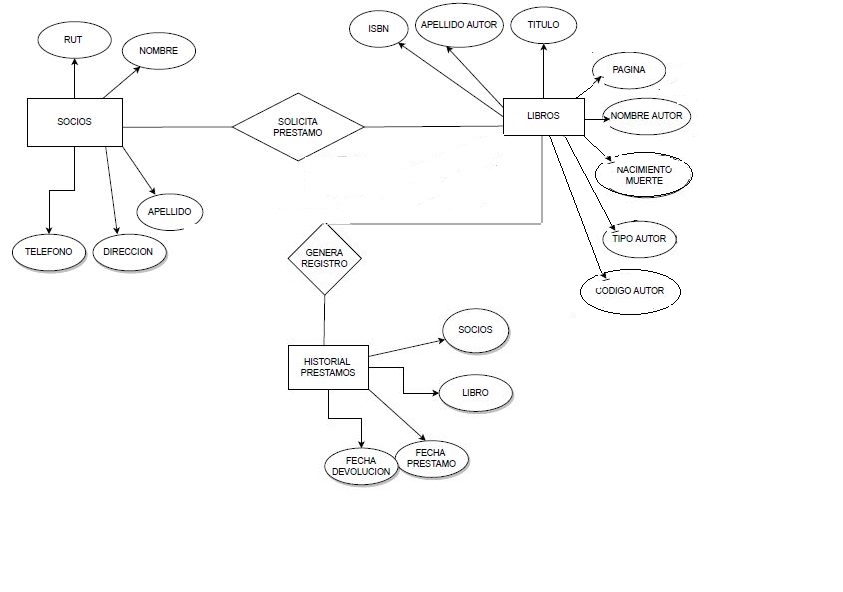 RUT
NOMBRE
SOCIOS
TELEFONO
DIRECCION
APELLIDO
SOLICITA
PRESTAMO
ISBN
APELLIDO AUTOR
TITULO
LIBROS
PAGINA
NOMBRE AUTOR
NACIMIENTO
MUERTE
TIPO AUTOR
CODIGO AUTOR
GENERA
REGISTRO
HISTORIAL
PRESTAMOS
SOCIOS
LIBRO
FECHA
DEVOLUCION
FECHA
PRESTAMO